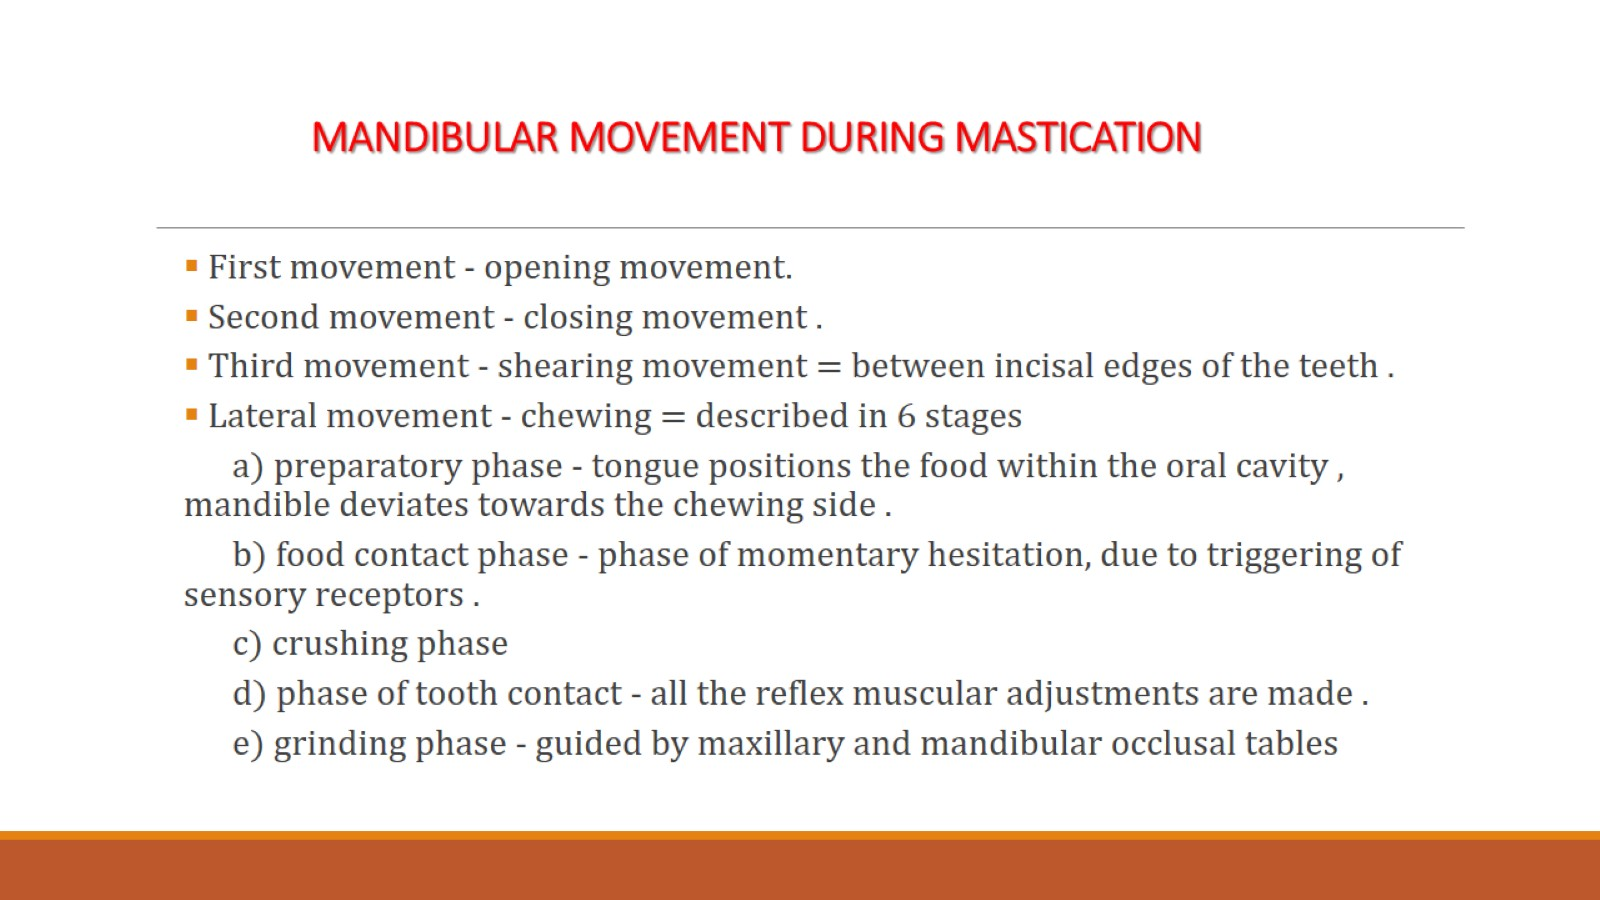 MANDIBULAR MOVEMENT DURING MASTICATION
▪ First movement - opening movement.
▪ Second movement - closing movement .
▪ Third movement - shearing movement = between incisal edges of the teeth .
▪ Lateral movement - chewing = described in 6 stages
a) preparatory phase - tongue positions the food within the oral cavity ,
mandible deviates towards the chewing side .
b) food contact phase - phase of momentary hesitation, due to triggering of
sensory receptors .
c) crushing phase
d) phase of tooth contact - all the reflex muscular adjustments are made .
e) grinding phase - guided by maxillary and mandibular occlusal tables